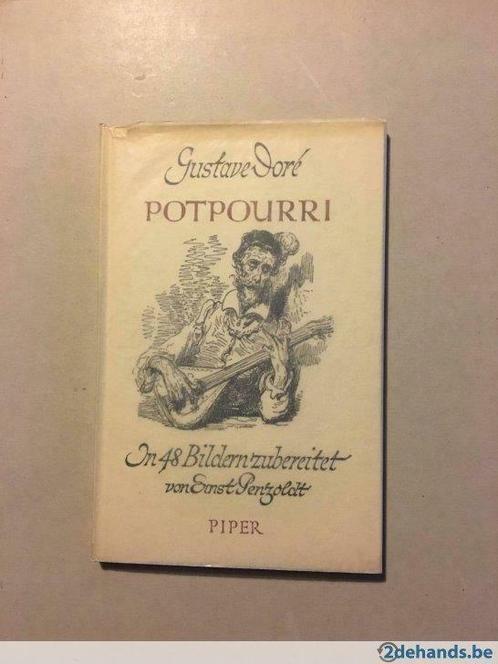 Gustave Doré
POTPOURRI
In 48 Bildern zubereitet
von Ernst Penzoldt
PIPER
2dehands.be